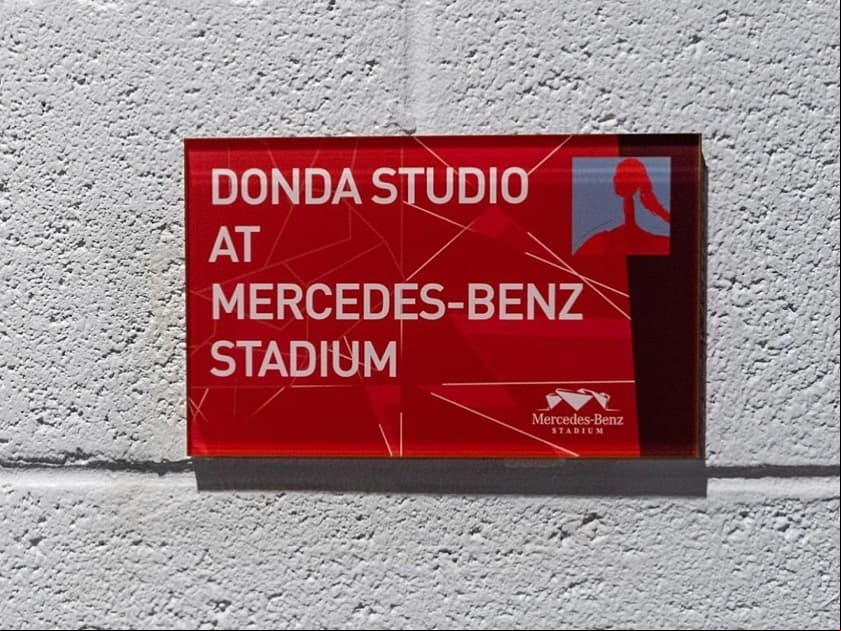 DONDA STUDIO
AT
MERCEDES-BENZ
STADIUM
Mercedes-Benz
STADIUM